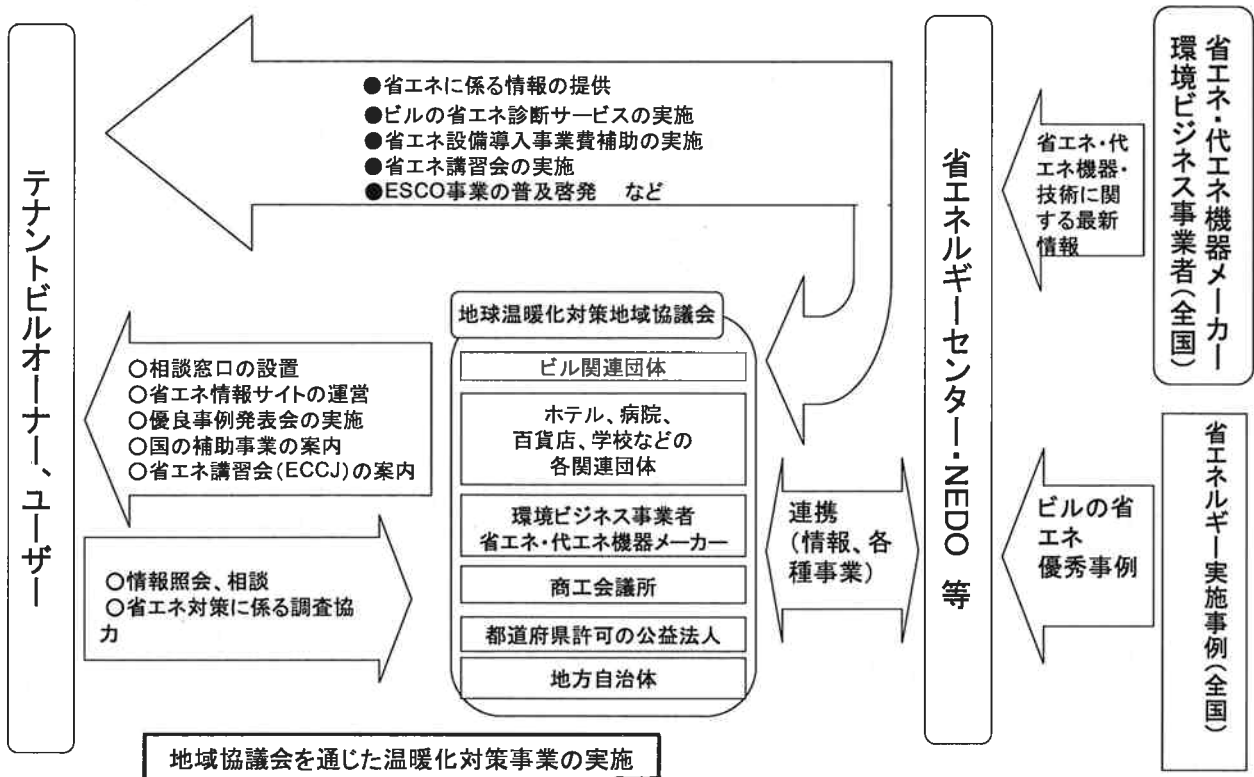 テナントビルオーナー、ユーザー
●省エネに係る情報の提供
●ビルの省エネ診断サービスの実施
●省エネ設備導入事業費補助の実施
●省エネ講習会の実施
●ESCO事業の普及啓発　など
○相談窓口の設置
○省エネ情報サイトの運営
○優良事例発表会の実施
○国の補助事業の案内
○省エネ講習会(ECCJ)の案内
○情報照会、相談
○省エネ対策に係る調査協
力
地球温暖化対策地域協議会
ビル関連団体
ホテル、病院、
百貨店、学校などの
各関連団体
環境ビジネス事業者
省エネ・代エネ機器メーカー
商工会議所
都道府県許可の公益法人
地方自治体
連携
(情報、各
種事業)
省エネルギーセンター・NEDO 等
省エネ・代
エネ機器・
技術に関
する最新
情報
省エネ・代エネ機器メーカー
環境ビジネス事業者(全国)
ビルの省
エネ
優秀事例
省エネルギー実施事例(全国)
地域協議会を通じた温暖化対策事業の実施